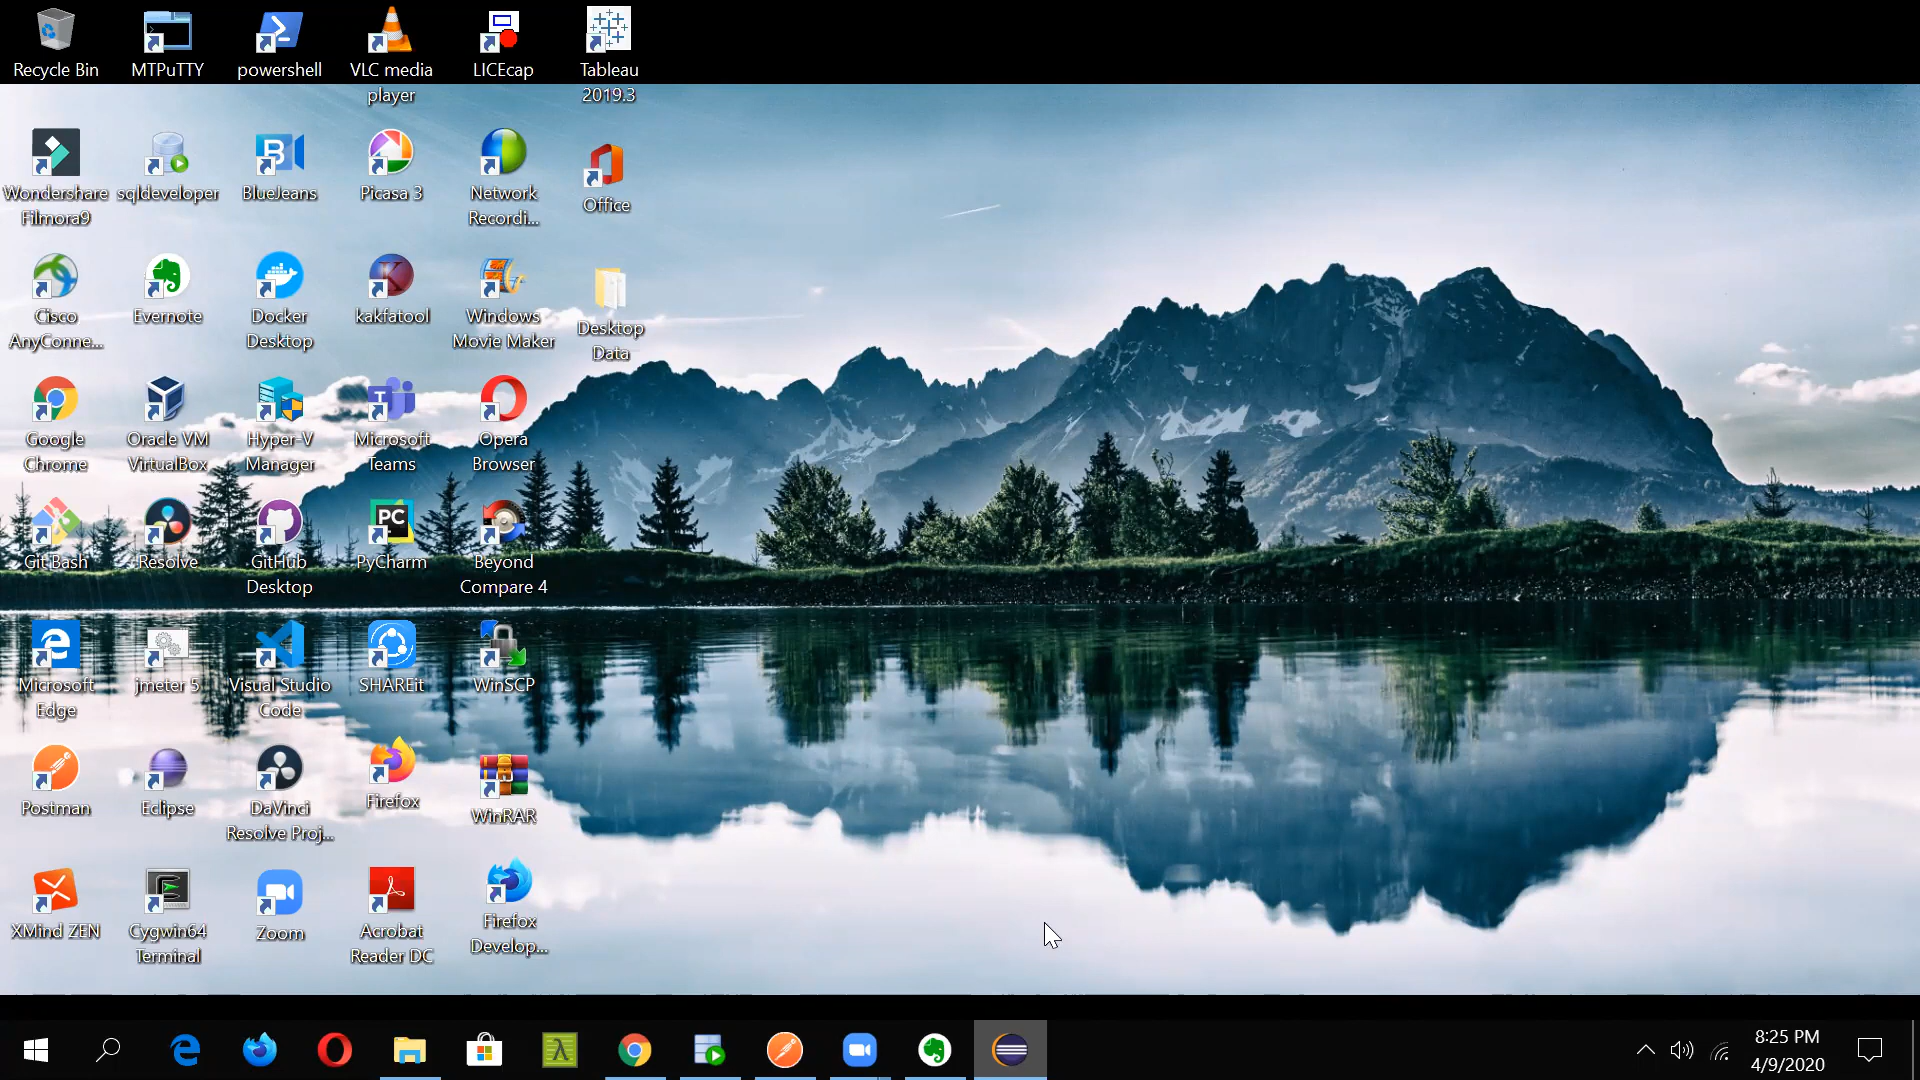 Recycle Bin
MTPuTTY
powershell
VLC media
player
LICEcap
Tableau
2019.3
Wondershare
Filmora9
sqldeveloper
BlueJeans
Picasa 3
Network
Recordi...
Office
Cisco
AnyConne...
Evernote
Docker
Desktop
kakfatool
Windows
Movie Maker
Desktop
Data
Google
Chrome
Oracle VM
VirtualBox
Hyper-V
Manager
Microsoft
Teams
Opera
Browser
Git Bash
Resolve
GitHub
Desktop
PC
PyCharm
Beyond
Compare 4
Microsoft
Edge
jmeter 5
Visual Studio
Code
SHAREit
WinSCP
Postman
Eclipse
DaVinci
Resolve Proj...
Firefox
WinRAR
XMind ZEN
Cygwin64
Terminal
Zoom
Acrobat
Reader DC
Firefox
Develop...
8:25 PM
4/9/2020